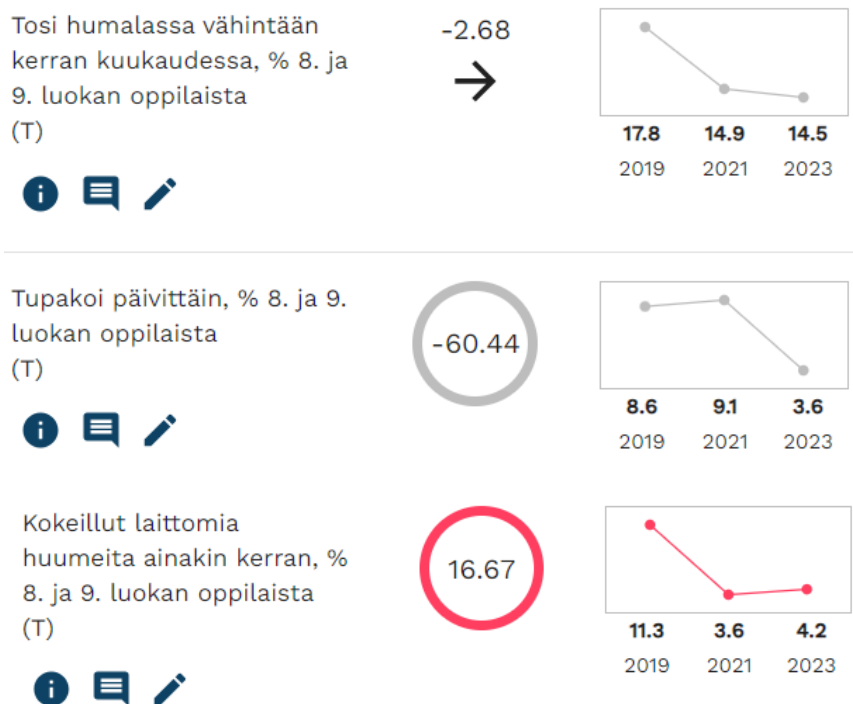 Tosi humalassa vähintään
kerran kuukaudessa, % 8. ja
9. luokan oppilaista
(T)
-2.68
17.8 14.9 14.5
2019 2021 2023
Tupakoi päivittäin, % 8. ja 9.
luokan oppilaista
(T)
-60.44
8.6 9.1 3.6
2019 2021 2023
Kokeillut laittomia
huumeita ainakin kerran, %
8. ja 9. luokan oppilaista
(T)
16.67
11.3 3.6 4.2
2019 2021 2023